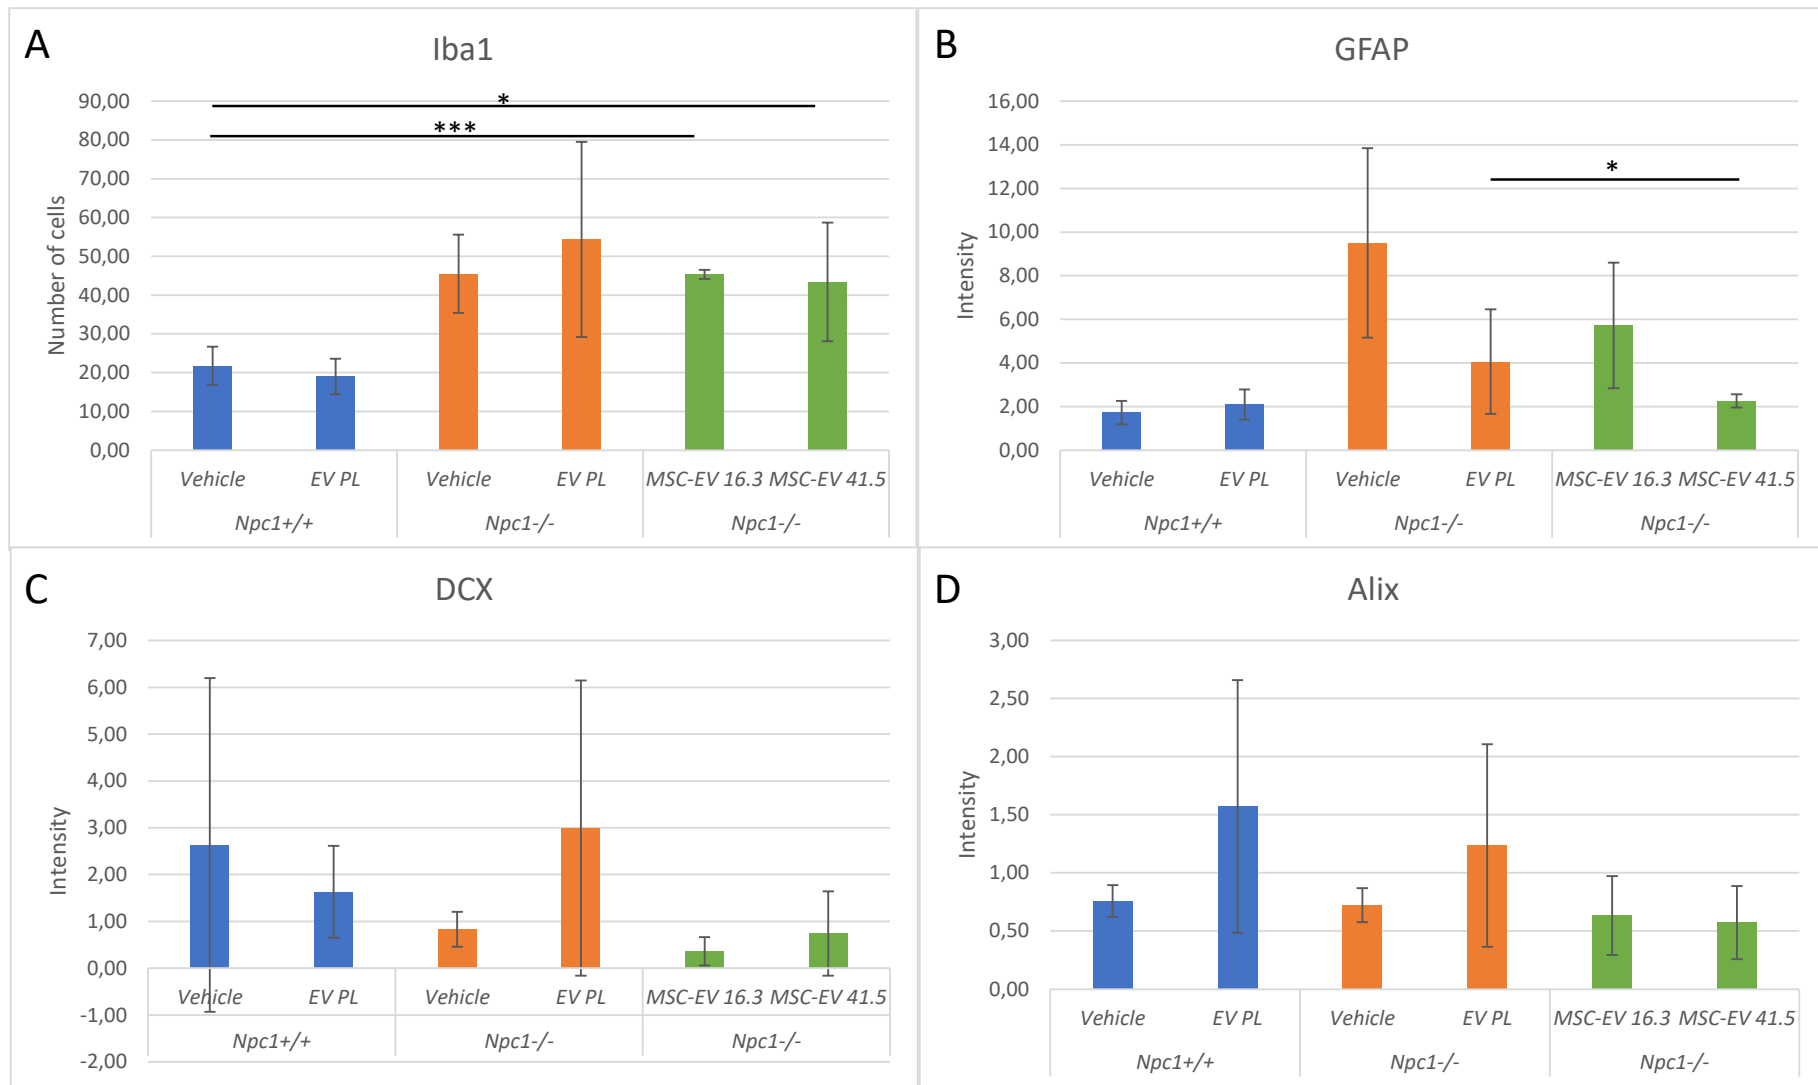 A
Iba1
*
***
Number of cells
90,00
80,00
70,00
60,00
50,00
40,00
30,00
20,00
10,00
0,00
Vehicle EV PL Vehicle EV PL MSC-EV 16.3 MSC-EV 41.5
Npc1+/+ Npc1-/- Npc1-/-
B
GFAP
*
Intensity
16,00
14,00
12,00
10,00
8,00
6,00
4,00
2,00
0,00
Vehicle EV PL Vehicle EV PL MSC-EV 16.3 MSC-EV 41.5
Npc1+/+ Npc1-/- Npc1-/-
C
DCX
Intensity
7,00
6,00
5,00
4,00
3,00
2,00
1,00
0,00
-1,00
-2,00
Vehicle EV PL Vehicle EV PL MSC-EV 16.3 MSC-EV 41.5
Npc1+/+ Npc1-/- Npc1-/-
D
Alix
Intensity
3,00
2,50
2,00
1,50
1,00
0,50
0,00
Vehicle EV PL Vehicle EV PL MSC-EV 16.3 MSC-EV 41.5
Npc1+/+ Npc1-/- Npc1-/-